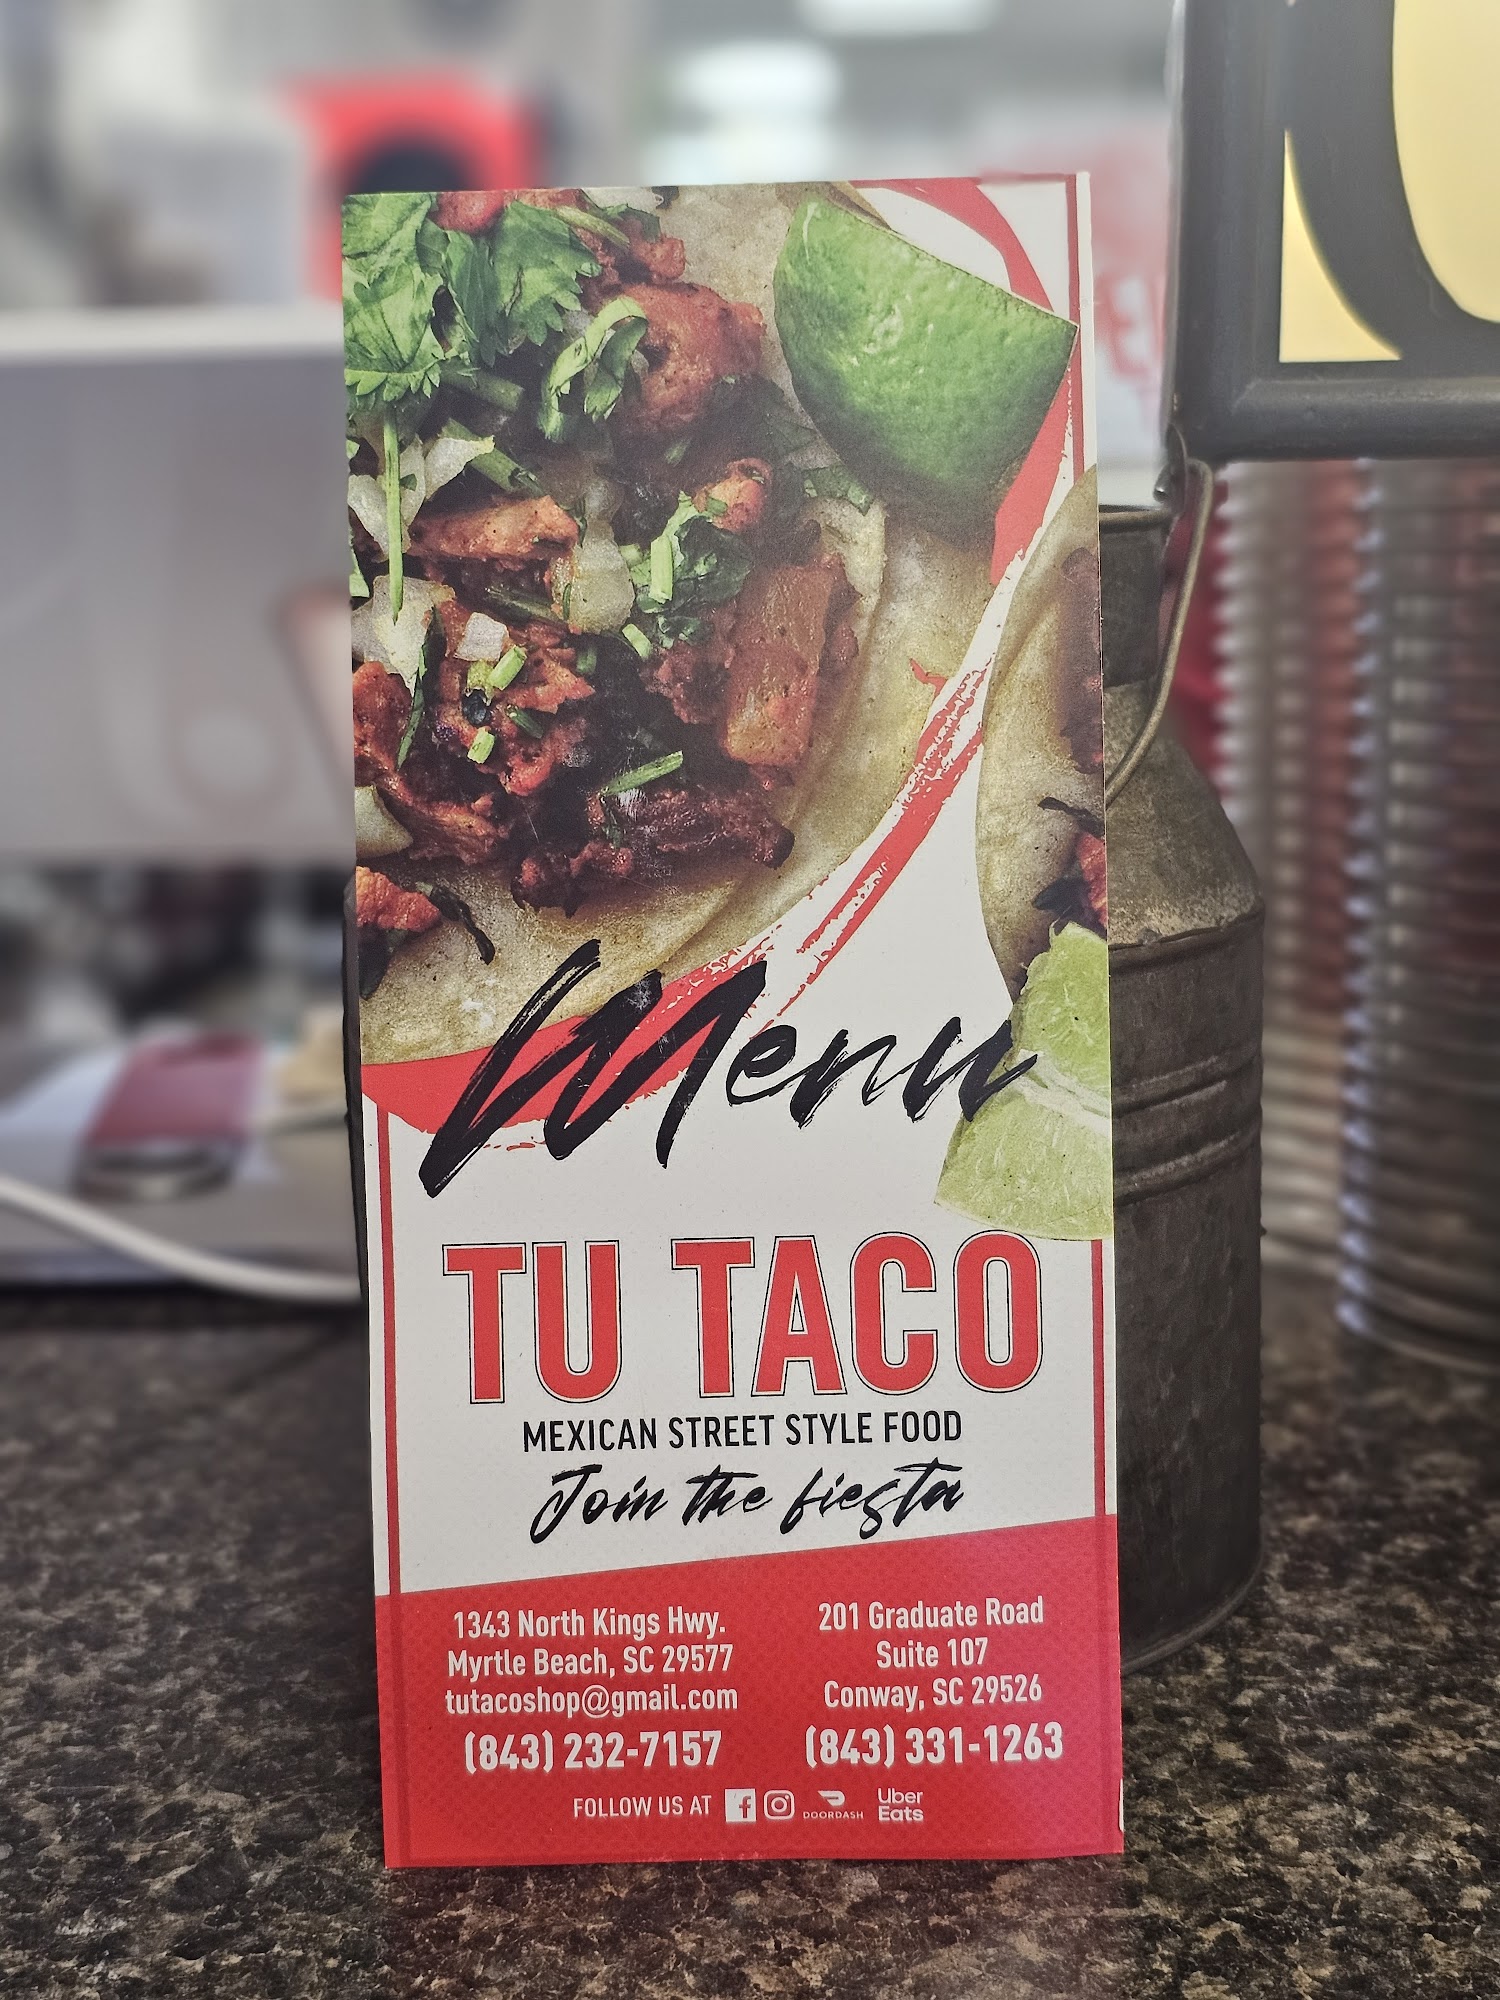 Menu
TU TACO
MEXICAN STREET STYLE FOOD
Join the fiesta
1343 North Kings Hwy.
Myrtle Beach, SC 29577
tutacoshop@gmail.com
(843) 232-7157
201 Graduate Road
Suite 107
Conway, SC 29526
(843) 331-1263
FOLLOW US AT
DOORDASH
Uber
Eats